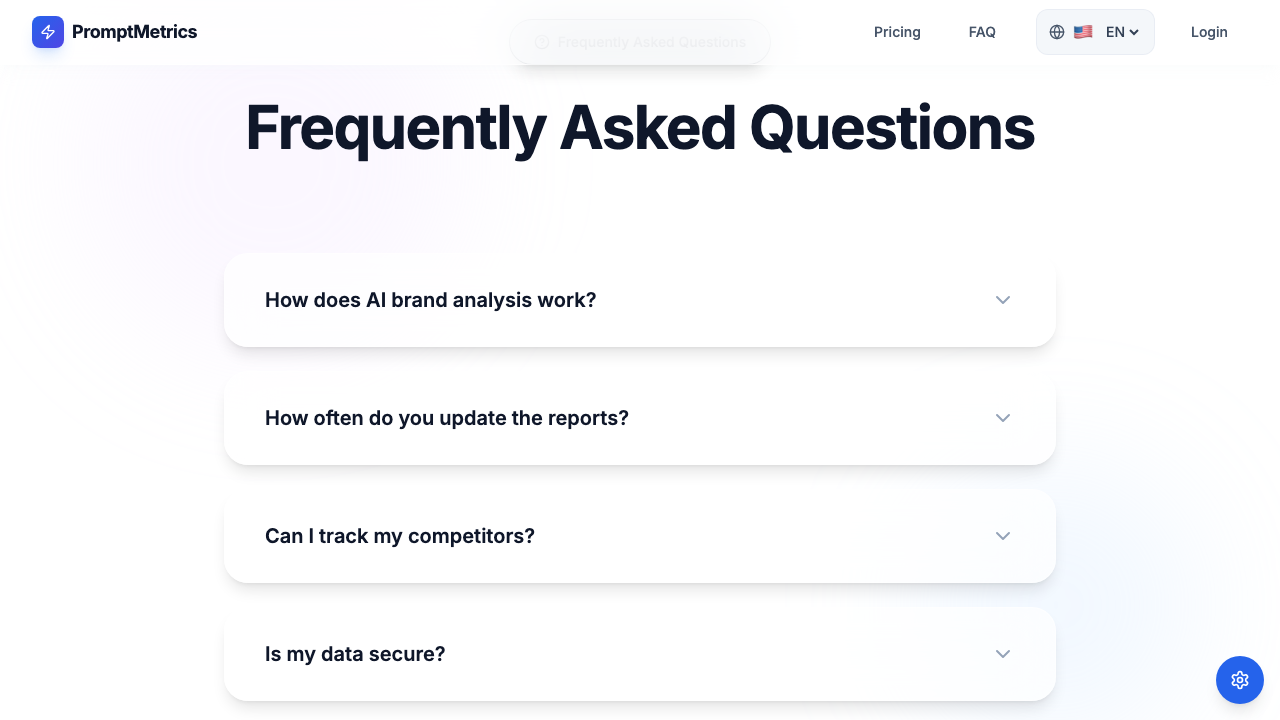 PromptMetrics
Pricing
FAQ
EN
Login
Frequently Asked Questions
Frequently Asked Questions
How does AI brand analysis work?
How often do you update the reports?
Can I track my competitors?
Is my data secure?